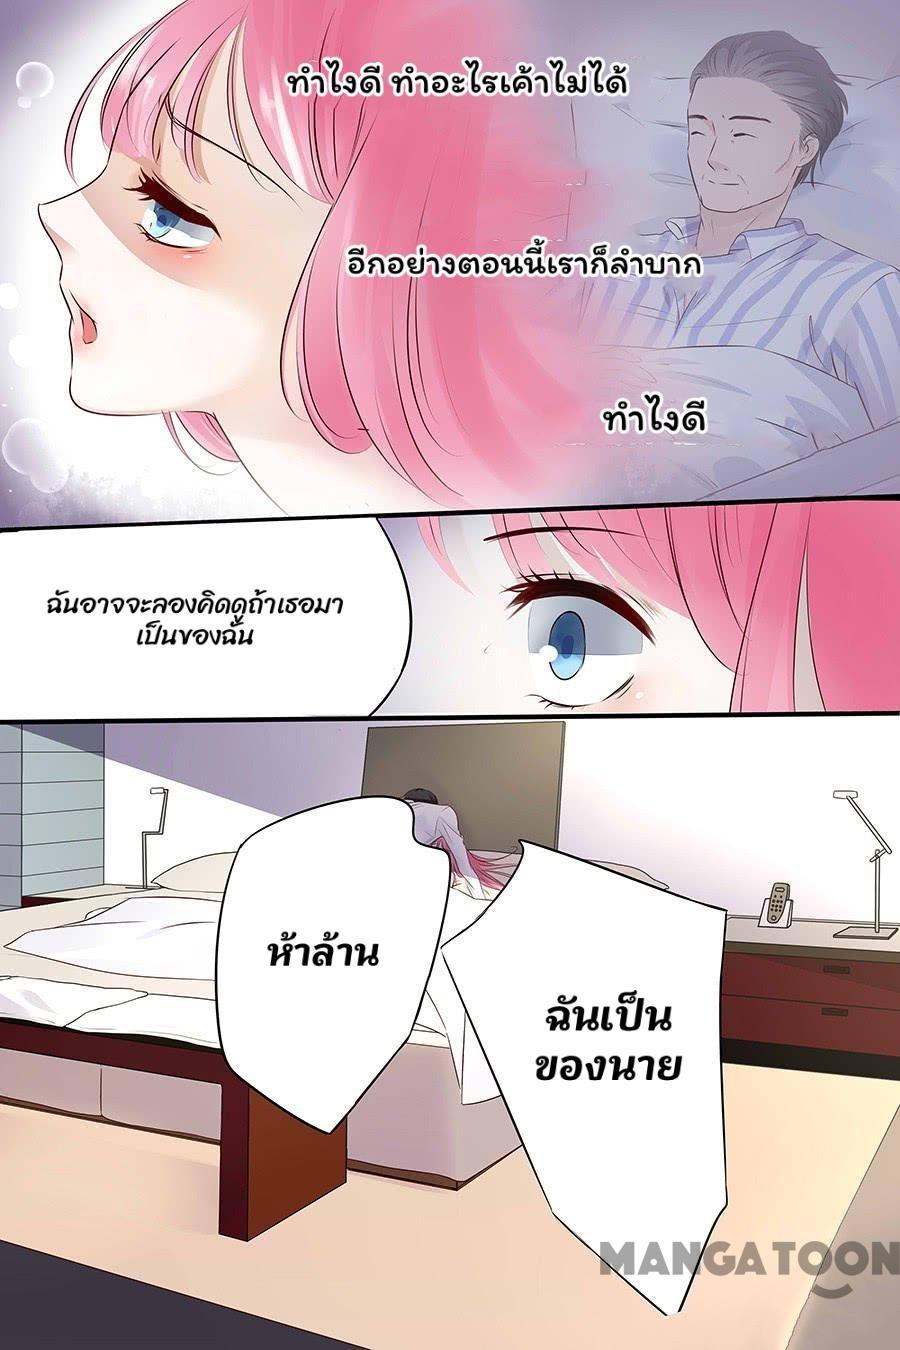 ทำไงดี ทำอะไรเค้าไม่ได้
อีกอย่างตอนนี้เราก็ลำบาก
ทำไงดี
ฉันอาจจะลองคิดดูถ้าเธอมา
เป็นของฉัน
ห้าล้าน
ฉันเป็น
ของนาย
MANGATOON